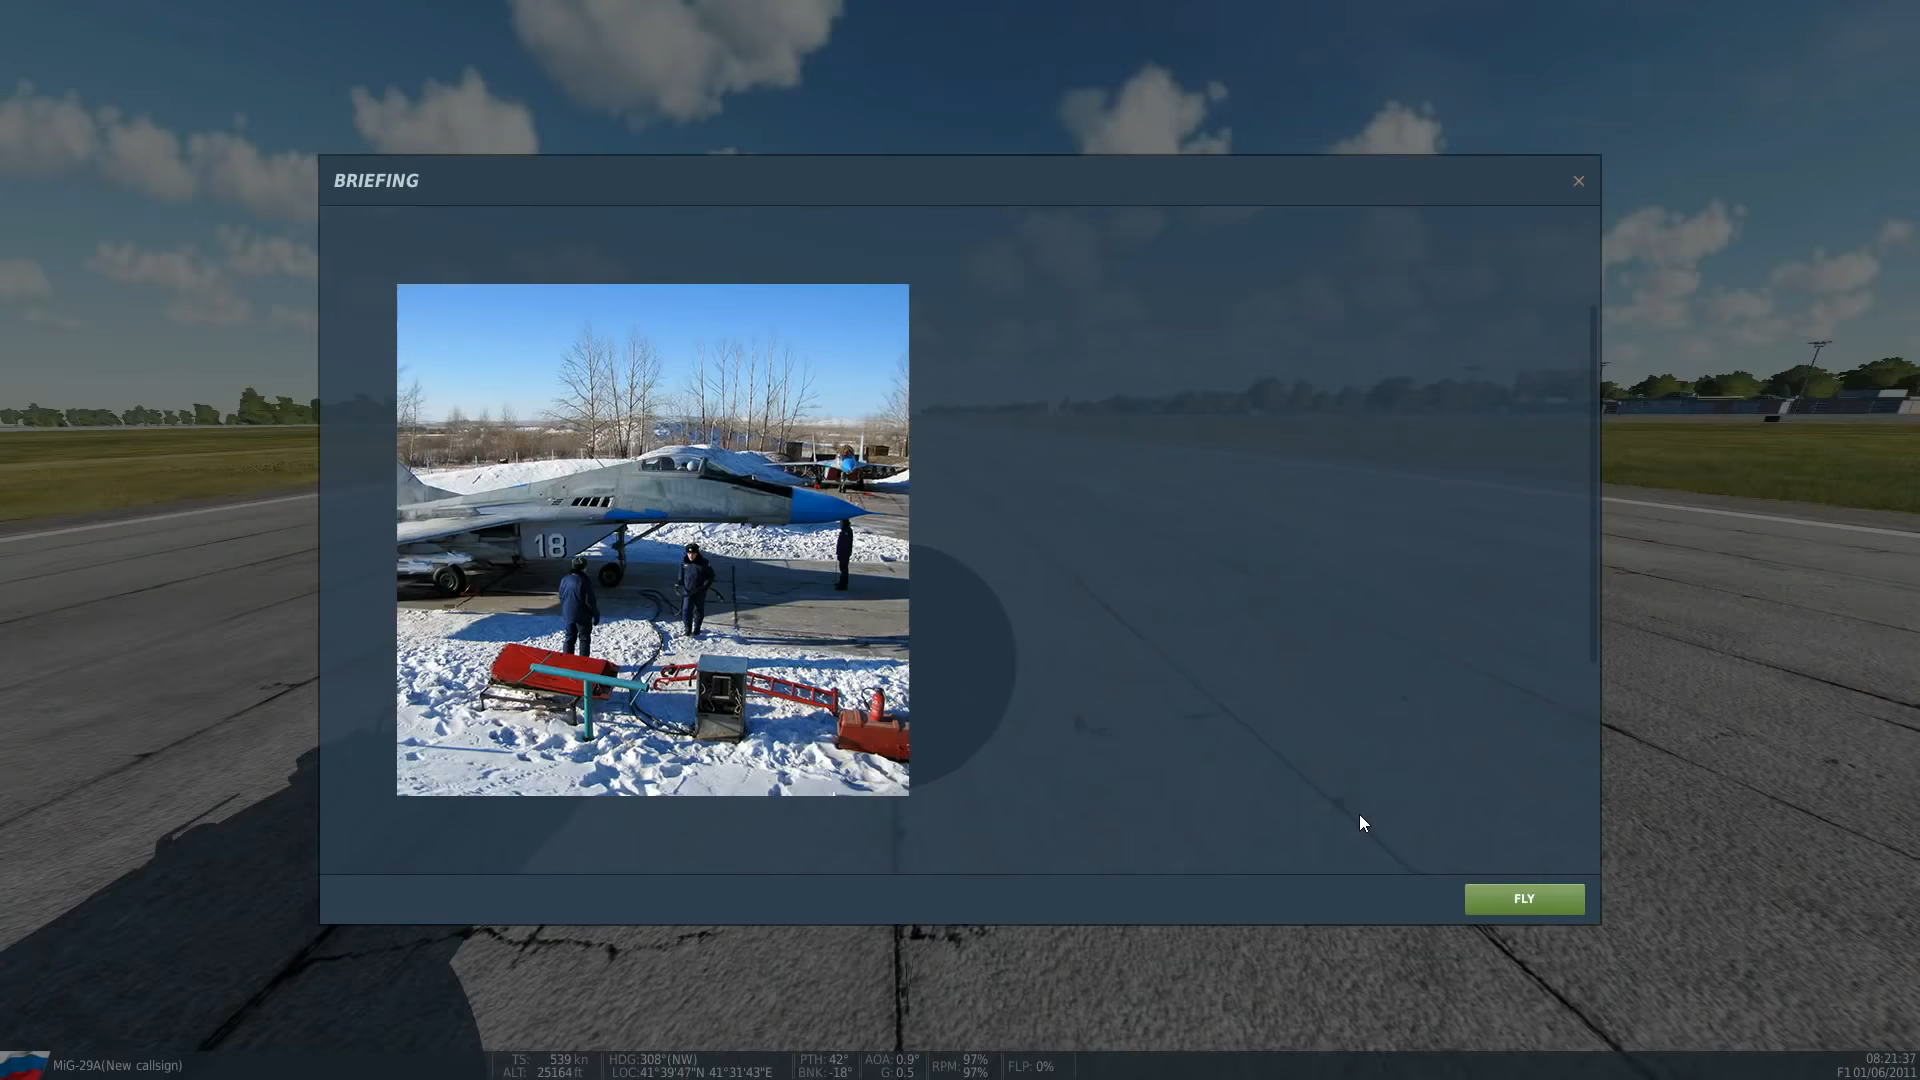 BRIEFING
18
FLY
MiG-29A(New callsign)
TS: 539 kn
ALT: 25164 ft
HDG:308°(NW)
LOC:41°39'47"N 41°31'43"E
PTH: 42°
BNK: -18°
AOA: 0.9°
G: 0.5
RPM: 97%
97%
FLP: 0%
08:21:37
F1 01/06/2011